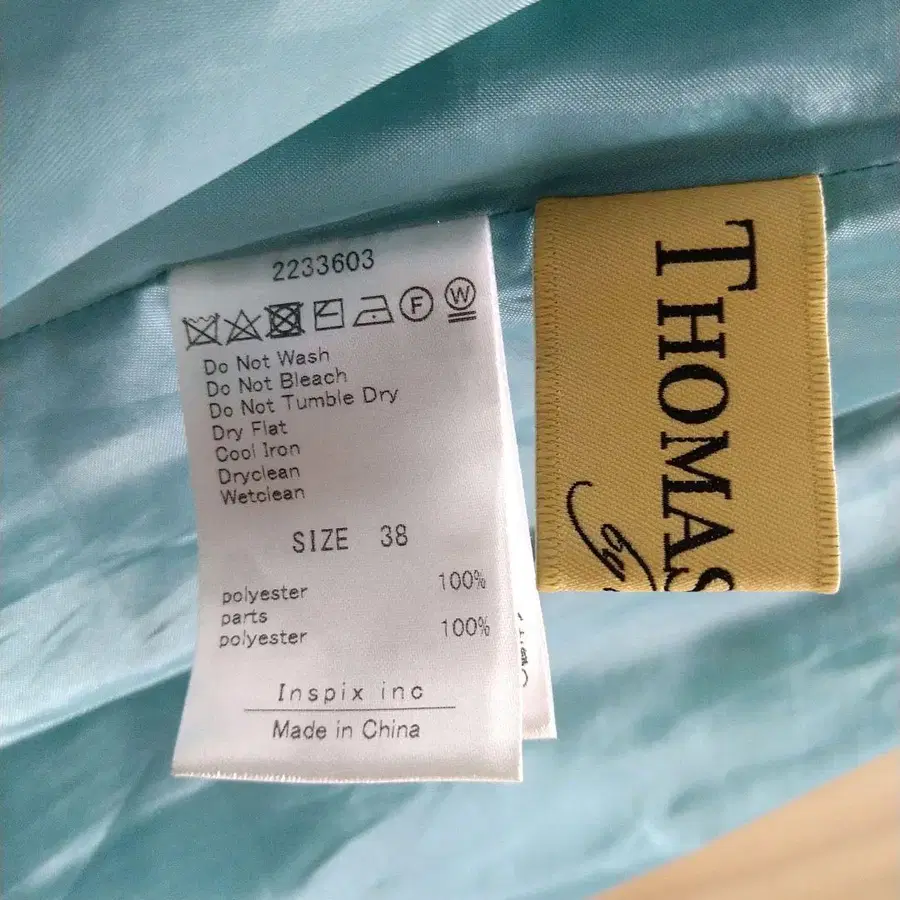 2233603
F W
Do Not Wash
Do Not Bleach
Do Not Tumble Dry
Dry Flat
Cool Iron
Dryclean
Wetclean
SIZE 38
polyester 100%
parts
polyester 100%
Inspix inc
Made in China
THOMAS
by